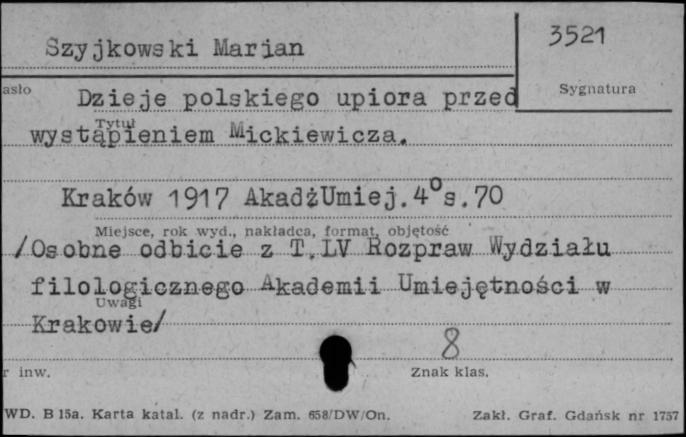 Szyjkowski Marian
3521
asło
Sygnatura
Dzieje polskiego upiora przed
Tytuł
wystąpieniem Mickiewicza.
Kraków 1917 AkadżUmiej.4°s.70
Miejsce, rok wyd., nakładca, format, objętość
/Osobne odbicie z T.LV Rozpraw Wydziału
filologicznego Akademii Umiejętności w
Uwagi
Krakowie/
8
r inw.
Znak klas.
WD. B 15a. Karta katal. (z nadr.) Zam. 658/DW/On.
Zakł. Graf. Gdańsk nr 1757